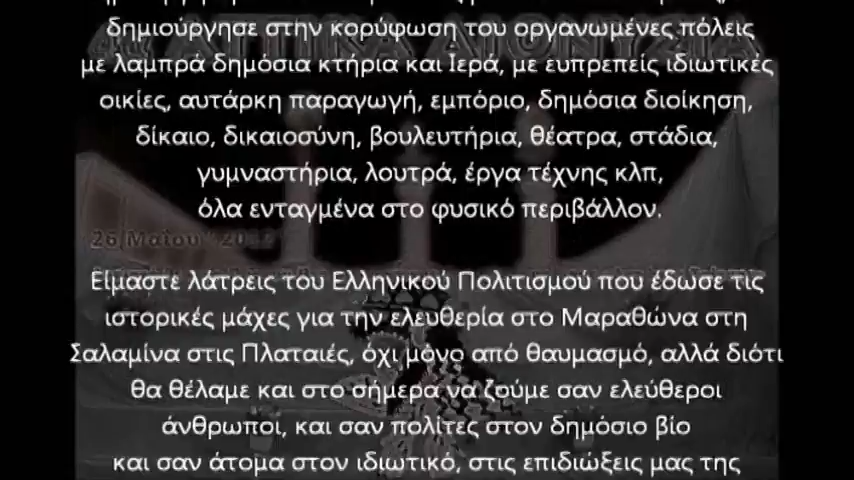 δημιούργησε στην κορύφωση του οργανωμένες πόλεις
με λαμπρά δημόσια κτήρια και Ιερά, με ευπρεπείς ιδιωτικές
οικίες, αυτάρκη παραγωγή, εμπόριο, δημόσια διοίκηση,
δίκαιο, δικαιοσύνη, βουλευτήρια, θέατρα, στάδια,
γυμναστήρια, λουτρά, έργα τέχνης κλπ,
όλα ενταγμένα στο φυσικό περιβάλλον.
26 Μαΐου
Είμαστε λάτρεις του Ελληνικού Πολιτισμού που έδωσε τις
ιστορικές μάχες για την ελευθερία στο Μαραθώνα στη
Σαλαμίνα στις Πλαταιές, όχι μόνο από θαυμασμό, αλλά διότι
θα θέλαμε και στο σήμερα να ζούμε σαν ελεύθεροι
άνθρωποι, και σαν πολίτες στον δημόσιο βίο
και σαν άτομα στον ιδιωτικό, στις επιδιώξεις μας της